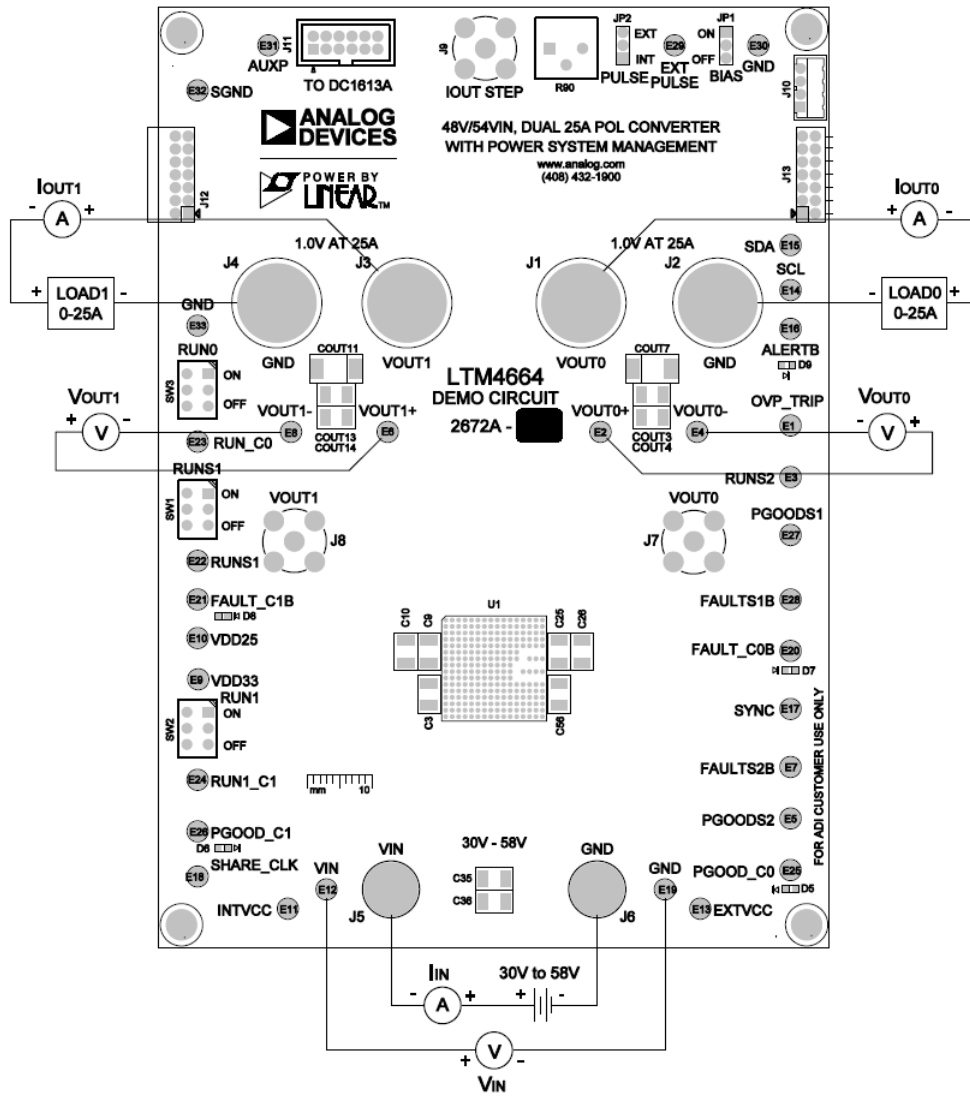 E31
AUXP
J11
TO DC1613A
J9
IOUT STEP
R90
JP2
EXT
INT
PULSE
E29
EXT
PULSE
JP1
ON
OFF
BIAS
E30
GND
J10
E32 SGND
ANALOG
DEVICES
POWER BY
LINEAR™
48V/54VIN, DUAL 25A POL CONVERTER
WITH POWER SYSTEM MANAGEMENT
www.analog.com
(408) 432-1900
J12
J13
IOUT1
- A +
IOUT0
+ A -
1.0V AT 25A
1.0V AT 25A
SDA E15
SCL
E14
J4
J3
J1
J2
+ LOAD1 -
0-25A
- LOAD0 +
0-25A
GND
E33
GND
VOUT1
VOUT0
GND
E16
ALERTB
D9
RUN0
SW3
ON
OFF
COUT11
COUT7
LTM4664
DEMO CIRCUIT
2672A -
VOUT1
+ V -
VOUT1-
E8
VOUT1+
E6
COUT13
COUT14
VOUT0+
E2
VOUT0-
E4
COUT3
COUT4
OVP_TRIP
E1
VOUT0
- V +
E23 RUN_C0
RUNS1
SW1
ON
OFF
RUNS2 E3
VOUT1
J8
VOUT0
J7
PGOODS1
E27
E22 RUNS1
E21 FAULT_C1B
D8
E10 VDD25
E9 VDD33
U1
C10
C9
C25
C26
C3
C56
FAULTS1B E28
FAULT_C0B E20
D7
SYNC E17
RUN1
SW2
ON
OFF
FAULTS2B E7
E24 RUN1_C1
mm 10
PGOODS2 E5
FOR ADI CUSTOMER USE ONLY
E26 PGOOD_C1
D6
E18 SHARE_CLK
VIN
E12
VIN
J5
30V - 58V
C35
C36
GND
J6
GND
E19
PGOOD_C0 E25
D5
INTVCC E11
E13 EXTVCC
IIN
- A +
30V to 58V
+ -
+ V -
VIN